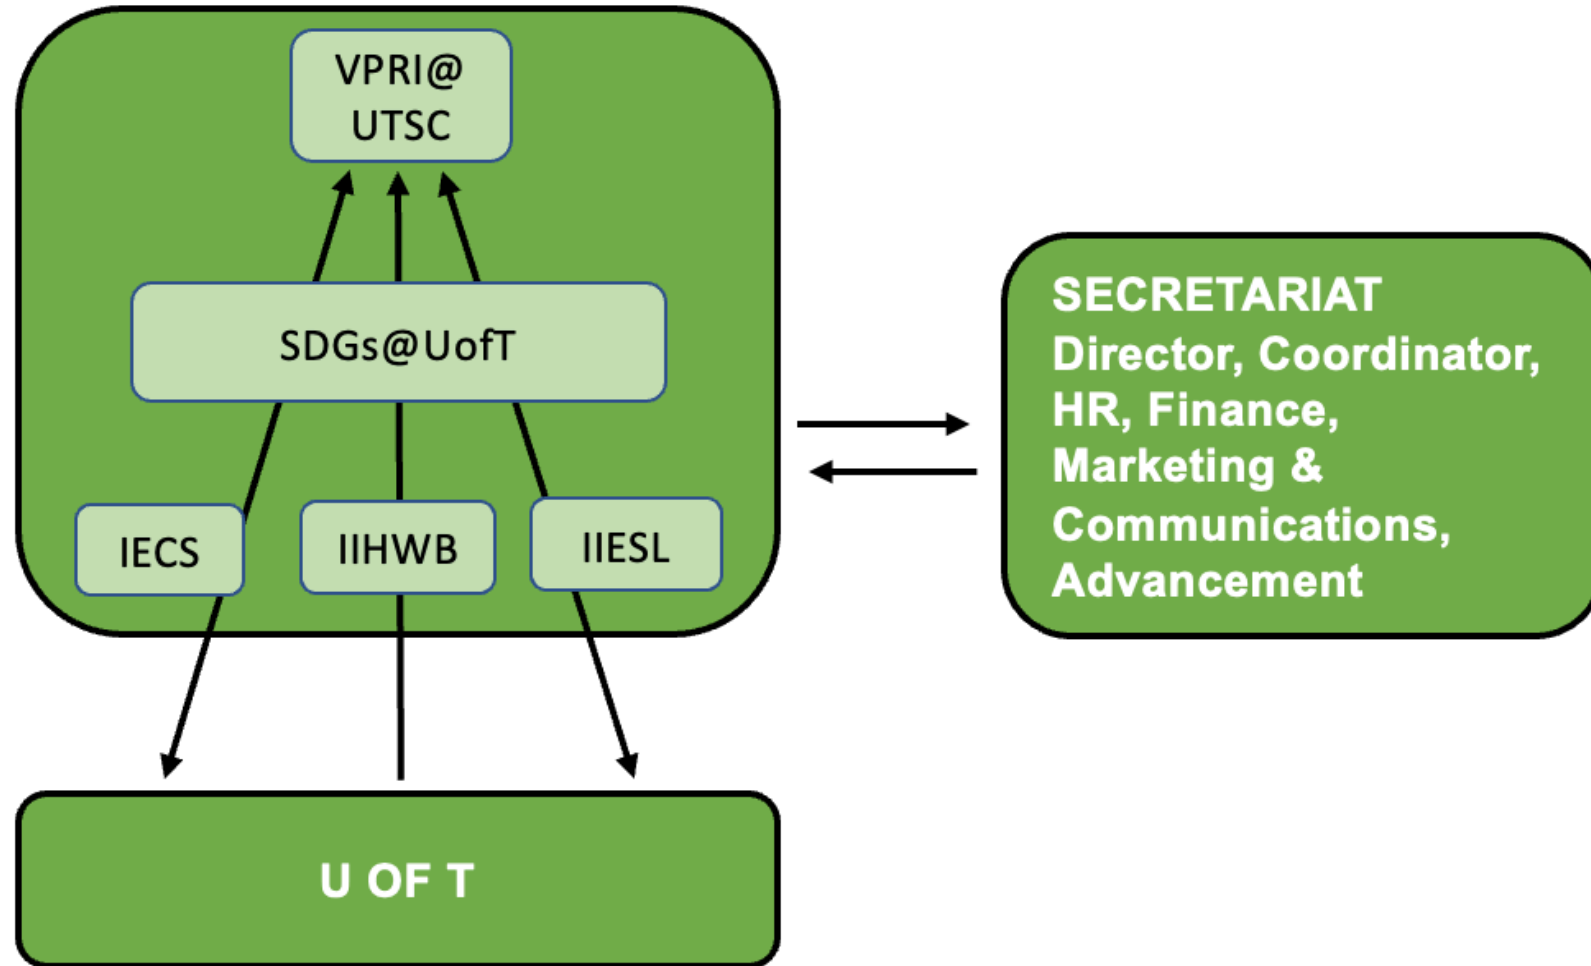 VPRI@
UTSC
SDGs@UofT
IECS
IIHWB
IIESL
SECRETARIAT
Director, Coordinator,
HR, Finance,
Marketing &
Communications,
Advancement
U OF T